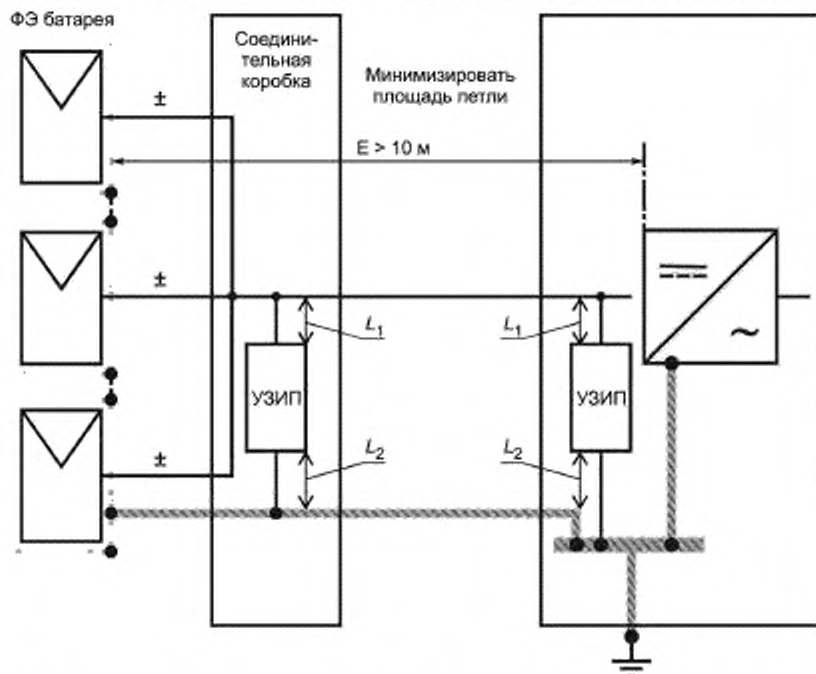 ФЭ батарея
Соедини-
тельная
коробка
Минимизировать
площадь петли
±
E > 10 м
±
L1
L1
УЗИП
УЗИП
~
L2
L2
±